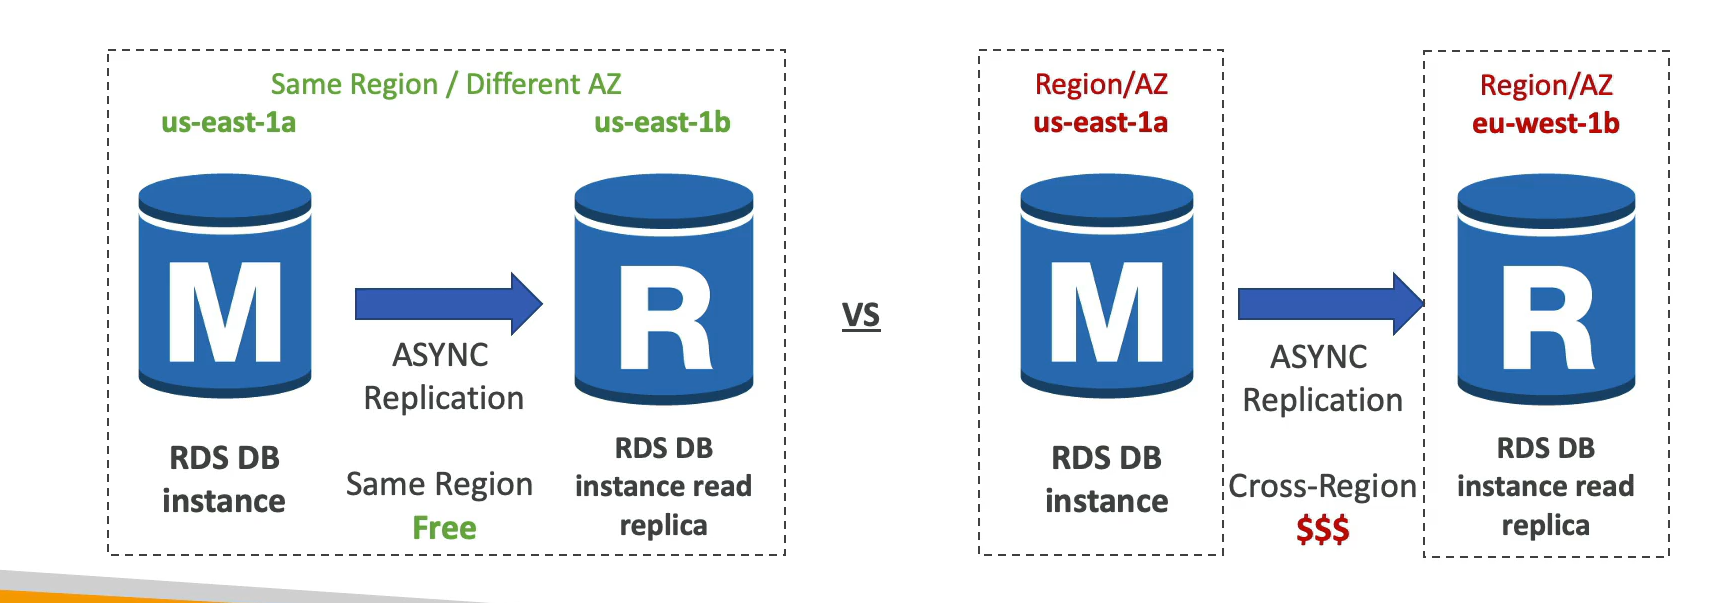 Same Region / Different AZ
us-east-1a
us-east-1b
M
R
ASYNC
Replication
RDS DB
instance
Same Region
Free
RDS DB
instance read
replica
VS
Region/AZ
us-east-1a
M
RDS DB
instance
ASYNC
Replication
Cross-Region
$$$
Region/AZ
eu-west-1b
R
RDS DB
instance read
replica